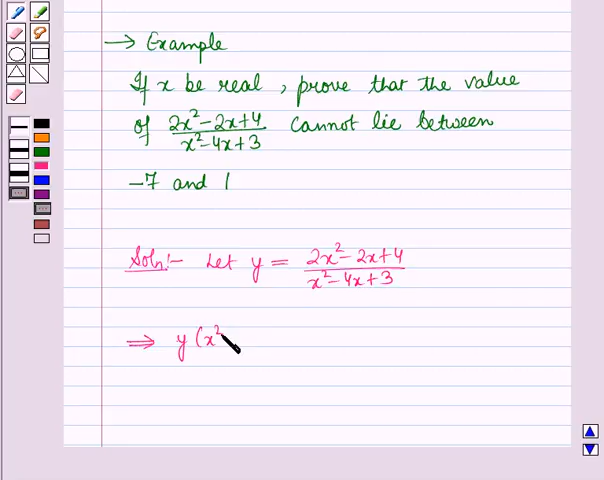 → Example
If x be real, prove that the value
of (2x²-2x+4)/(x²-4x+3) cannot lie between
-7 and 1
Soln:- Let y = (2x²-2x+4)/(x²-4x+3)
⇒ y(x²